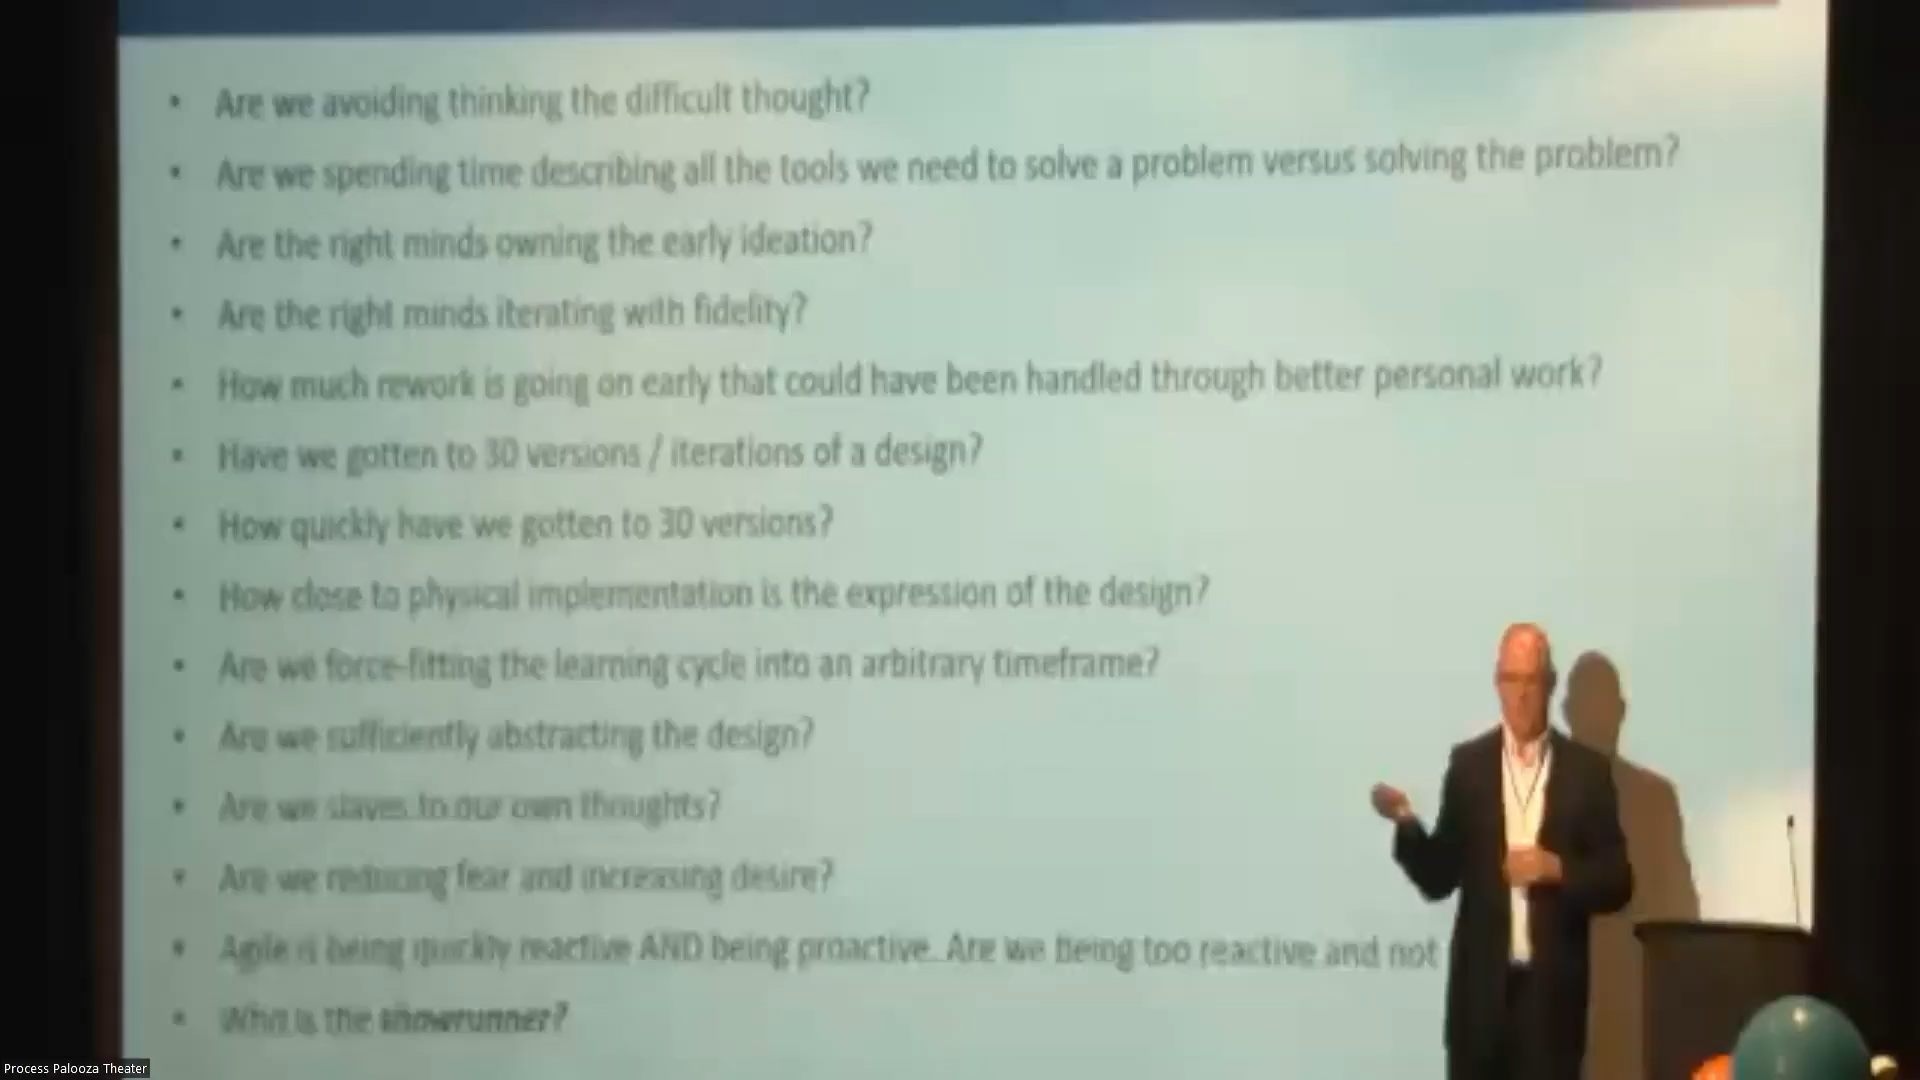 • Are we avoiding thinking the difficult thought?
• Are we spending time describing all the tools we need to solve a problem versus solving the problem?
• Are the right minds owning the early ideation?
• Are the right minds iterating with fidelity?
• How much rework is going on early that could have been handled through better personal work?
• Have we gotten to 30 versions / iterations of a design?
• How quickly have we gotten to 30 versions?
• How close to physical implementation is the expression of the design?
• Are we force-fitting the learning cycle into an arbitrary timeframe?
• Are we sufficiently abstracting the design?
• Are we slaves to our own thoughts?
• Are we reducing fear and increasing desire?
• Agile is being quickly reactive AND being proactive. Are we being too reactive and not
• Who is the showrunner?
Process Palooza Theater